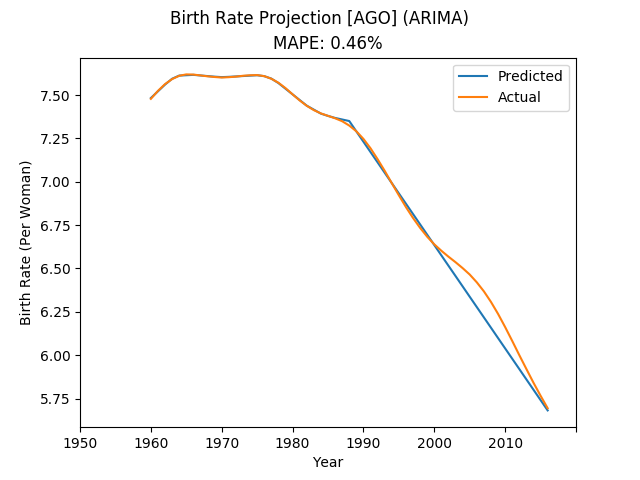 Birth Rate Projection [AGO] (ARIMA)
MAPE: 0.46%
Predicted
Actual
Birth Rate (Per Woman)
7.50
7.25
7.00
6.75
6.50
6.25
6.00
5.75
1950 1960 1970 1980 1990 2000 2010
Year